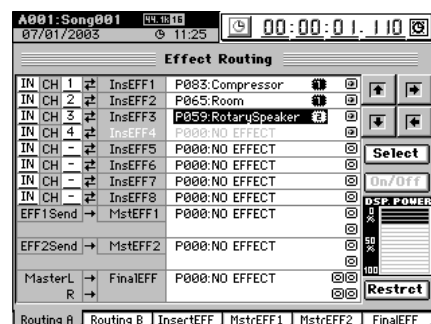 A001:Song001 44.1K 16 00:00:01.110
07/01/2003 11:25
Effect Routing
IN CH 1 ⇄ InsEFF1 P083:Compressor 1
IN CH 2 ⇄ InsEFF2 P065:Room
IN CH 3 ⇄ InsEFF3 P059:RotarySpeaker 2
IN CH 4 ⇄ InsEFF4 P000:NO EFFECT
IN CH - ⇄ InsEFF5 P000:NO EFFECT
IN CH - ⇄ InsEFF6 P000:NO EFFECT
IN CH - ⇄ InsEFF7 P000:NO EFFECT
IN CH - ⇄ InsEFF8 P000:NO EFFECT
EFF1Send → MstEFF1 P000:NO EFFECT
EFF2Send → MstEFF2 P000:NO EFFECT
MasterL → FinalEFF P000:NO EFFECT
R →
Select
On/Off
DSP.POWER
0 %
50 %
100
Restrct
Routing A Routing B InsertEFF MstrEFF1 MstrEFF2 FinalEFF